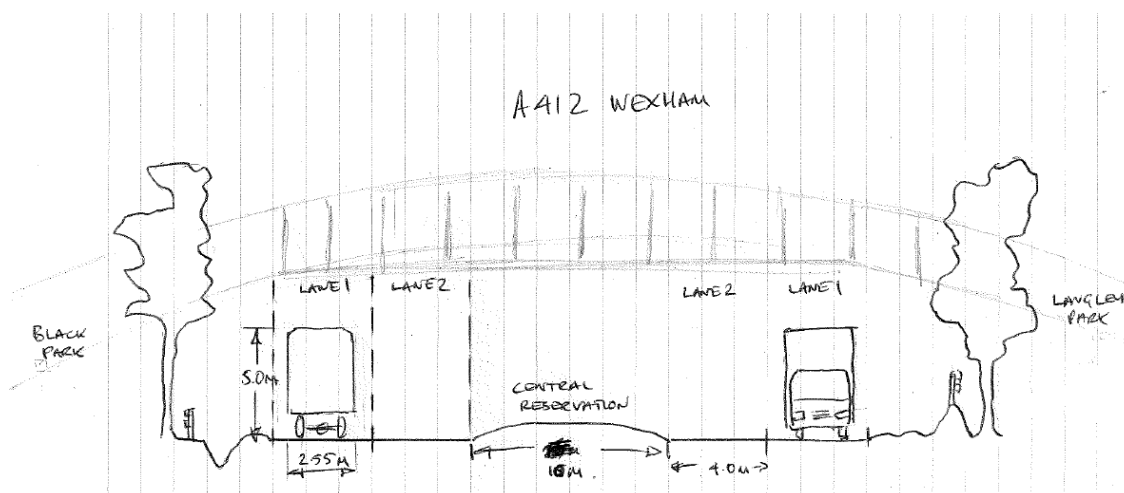 A412 WEXHAM
LANE 1
LANE 2
LANE 2
LANE 1
BLACK
PARK
LANGLEY
PARK
5.0M
CENTRAL
RESERVATION
2.55M
10M.
4.0M